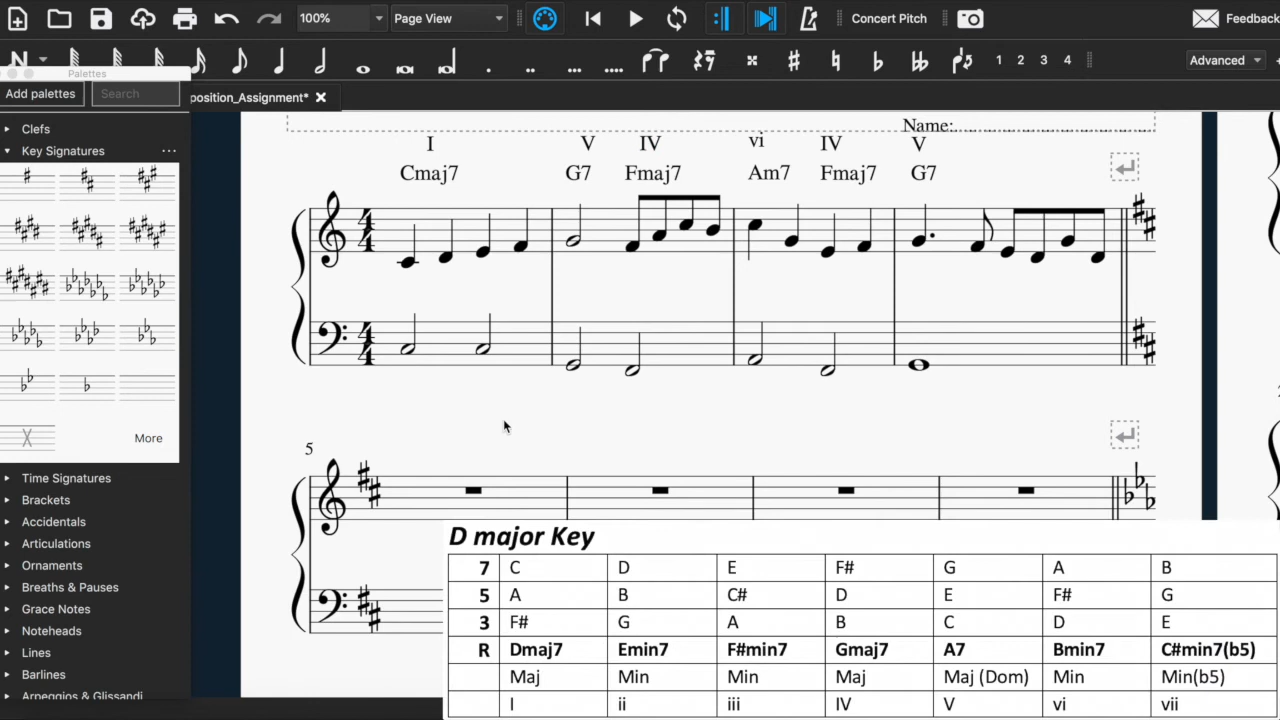 100% Page View Concert Pitch Feedback
1 2 3 4 Advanced
Palettes
Add palettes Search
position_Assignment*
Clefs
Key Signatures
More
Time Signatures
Brackets
Accidentals
Articulations
Ornaments
Breaths & Pauses
Grace Notes
Noteheads
Lines
Barlines
Arpeggios & Glissandi
Name:
I V IV vi IV V
Cmaj7 G7 Fmaj7 Am7 Fmaj7 G7
5
D major Key
7 C D E F# G A B
5 A B C# D E F# G
3 F# G A B C D E
R Dmaj7 Emin7 F#min7 Gmaj7 A7 Bmin7 C#min7(b5)
Maj Min Min Maj Maj (Dom) Min Min(b5)
I ii iii IV V vi vii